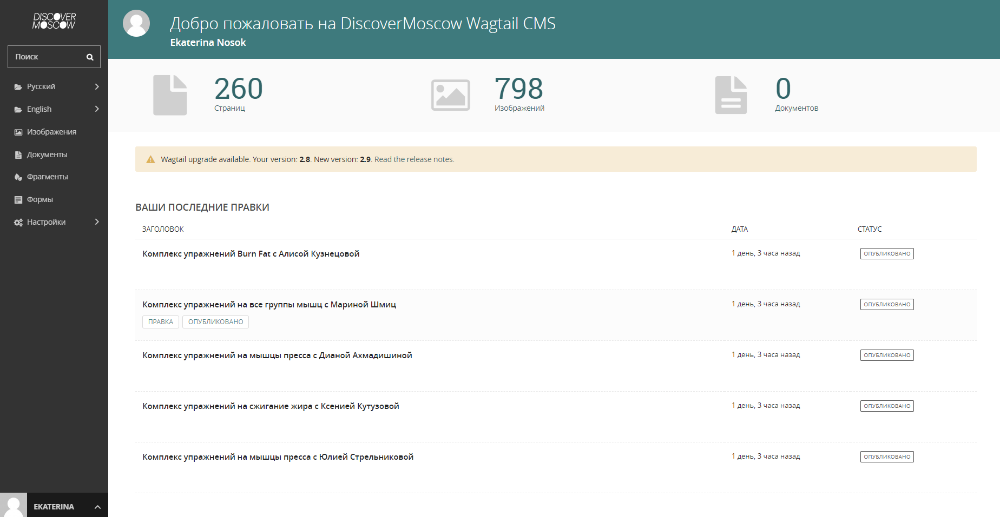 DISCOVER
MOSCOW
Поиск
Русский
English
Изображения
Документы
Фрагменты
Формы
Настройки
EKATERINA
Добро пожаловать на DiscoverMoscow Wagtail CMS
Ekaterina Nosok
260
Страниц
798
Изображений
0
Документов
Wagtail upgrade available. Your version: 2.8. New version: 2.9. Read the release notes.
ВАШИ ПОСЛЕДНИЕ ПРАВКИ
ЗАГОЛОВОК ДАТА СТАТУС
Комплекс упражнений Burn Fat с Алисой Кузнецовой 1 день, 3 часа назад ОПУБЛИКОВАНО
Комплекс упражнений на все группы мышц с Мариной Шмиц 1 день, 3 часа назад ОПУБЛИКОВАНО
ПРАВКА ОПУБЛИКОВАНО
Комплекс упражнений на мышцы пресса с Дианой Ахмадишиной 1 день, 3 часа назад ОПУБЛИКОВАНО
Комплекс упражнений на сжигание жира с Ксенией Кутузовой 1 день, 3 часа назад ОПУБЛИКОВАНО
Комплекс упражнений на мышцы пресса с Юлией Стрельниковой 1 день, 3 часа назад ОПУБЛИКОВАНО